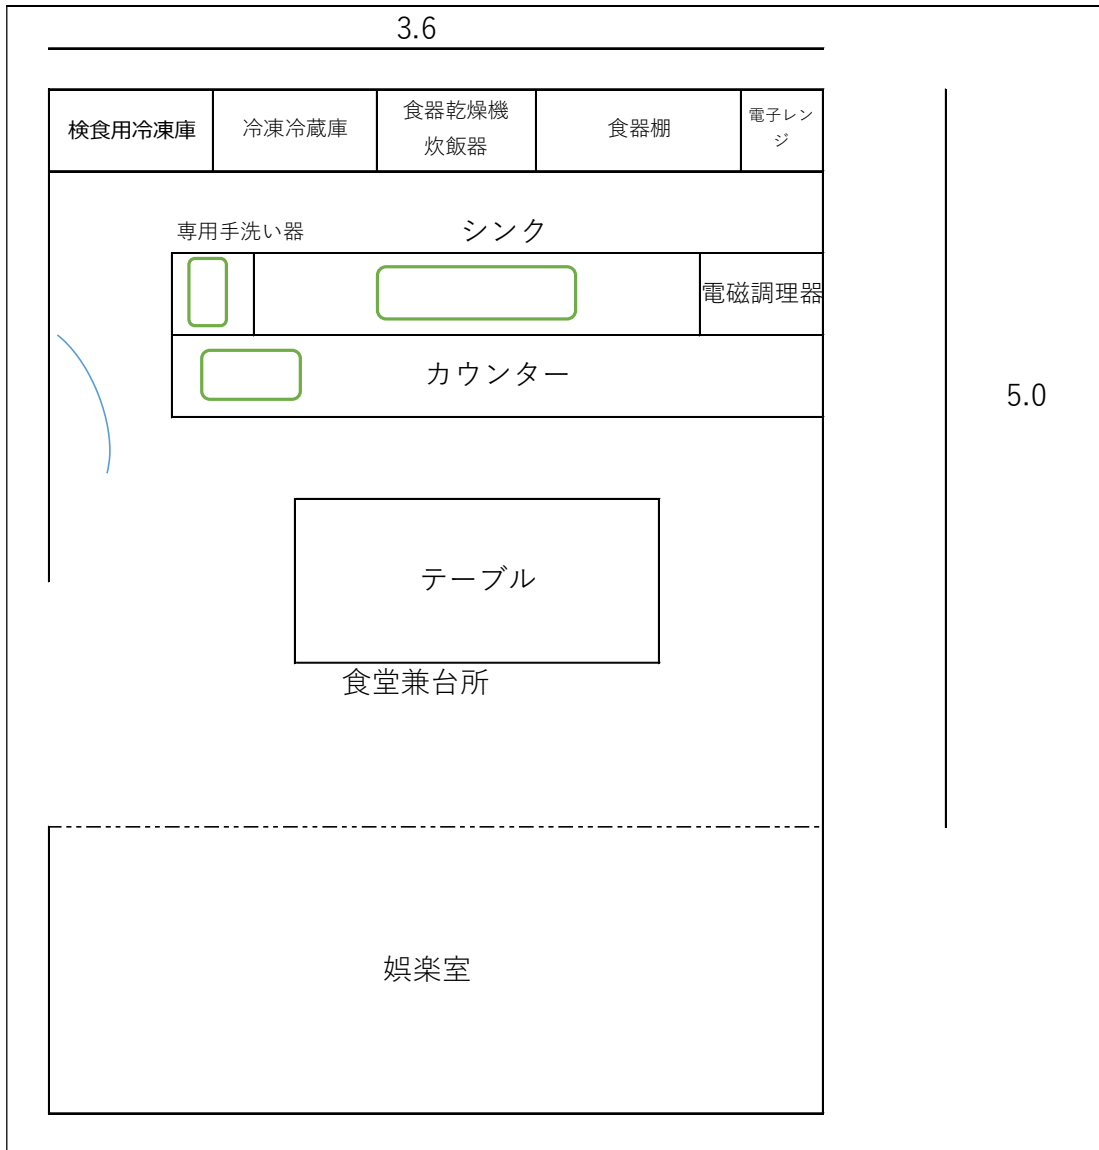 3.6
検食用冷凍庫
冷凍冷蔵庫
食器乾燥機
炊飯器
食器棚
電子レン
ジ
専用手洗い器
シンク
電磁調理器
カウンター
5.0
テーブル
食堂兼台所
娯楽室